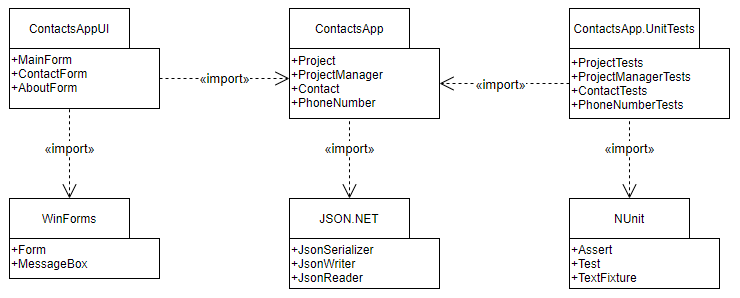 ContactsAppUI
+MainForm
+ContactForm
+AboutForm
«import»
ContactsApp
+Project
+ProjectManager
+Contact
+PhoneNumber
«import»
ContactsApp.UnitTests
+ProjectTests
+ProjectManagerTests
+ContactTests
+PhoneNumberTests
«import»
«import»
«import»
WinForms
+Form
+MessageBox
JSON.NET
+JsonSerializer
+JsonWriter
+JsonReader
NUnit
+Assert
+Test
+TextFixture